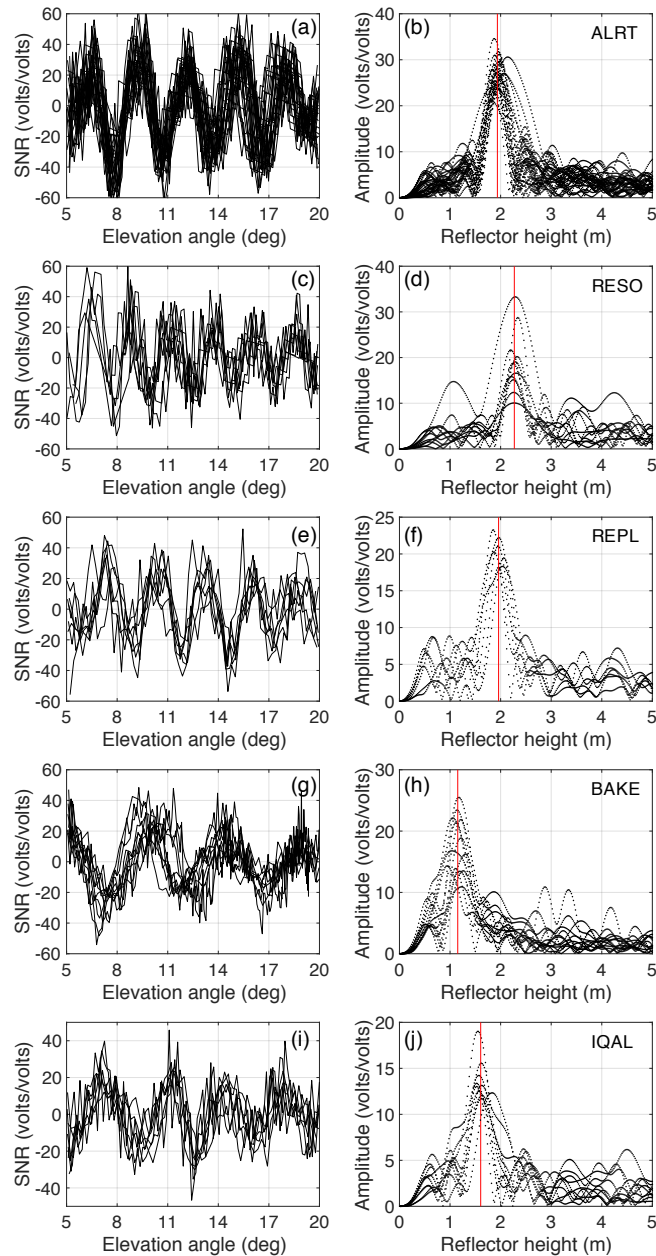 (a)
60
40
20
0
-20
-40
-60
SNR (volts/volts)
5 8 11 14 17 20
Elevation angle (deg)
(b) ALRT
40
30
20
10
0
Amplitude (volts/volts)
0 1 2 3 4 5
Reflector height (m)
(c)
60
40
20
0
-20
-40
-60
SNR (volts/volts)
5 8 11 14 17 20
Elevation angle (deg)
(d) RESO
40
30
20
10
0
Amplitude (volts/volts)
0 1 2 3 4 5
Reflector height (m)
(e)
60
40
20
0
-20
-40
-60
SNR (volts/volts)
5 8 11 14 17 20
Elevation angle (deg)
(f) REPL
25
20
15
10
5
0
Amplitude (volts/volts)
0 1 2 3 4 5
Reflector height (m)
(g)
60
40
20
0
-20
-40
-60
SNR (volts/volts)
5 8 11 14 17 20
Elevation angle (deg)
(h) BAKE
30
20
10
0
Amplitude (volts/volts)
0 1 2 3 4 5
Reflector height (m)
(i)
40
20
0
-20
-40
SNR (volts/volts)
5 8 11 14 17 20
Elevation angle (deg)
(j) IQAL
20
15
10
5
0
Amplitude (volts/volts)
0 1 2 3 4 5
Reflector height (m)